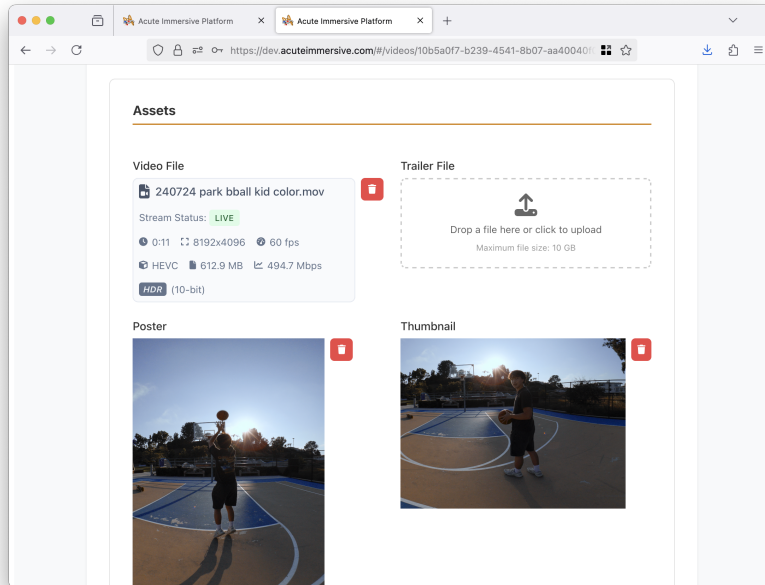 Acute Immersive Platform
Acute Immersive Platform
https://dev.acuteimmersive.com/#/videos/10b5a0f7-b239-4541-8b07-aa40040f
Assets
Video File
240724 park bball kid color.mov
Stream Status: LIVE
0:11 8192x4096 60 fps
HEVC 612.9 MB 494.7 Mbps
HDR (10-bit)
Trailer File
Drop a file here or click to upload
Maximum file size: 10 GB
Poster
Thumbnail